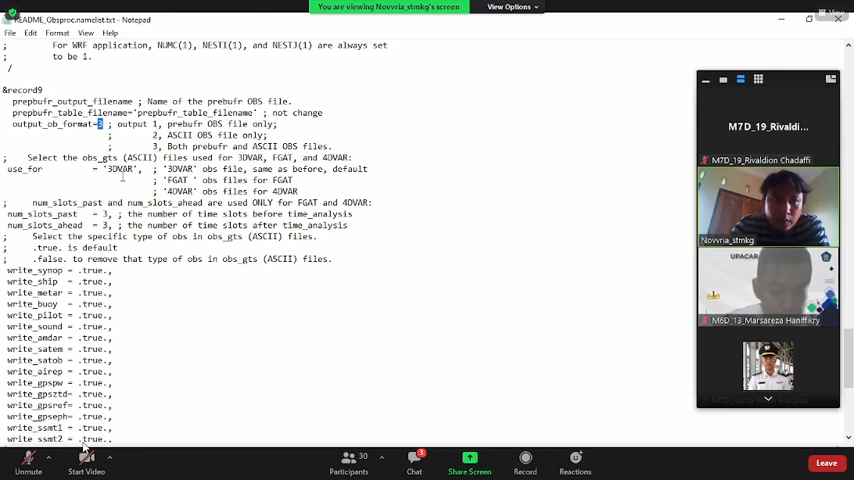 You are viewing Novvria_stmkg's screen
View Options
README_Obsproc.namelist.txt - Notepad
View
File Edit Format View Help
; For WRF application, NUMC(1), NESTI(1), and NESTJ(1) are always set
; to be 1.
/
&record9
prepbufr_output_filename ; Name of the prebufr OBS file.
prepbufr_table_filename='prepbufr_table_filename' ; not change
output_ob_format=3 ; output 1, prebufr OBS file only;
; 2, ASCII OBS file only;
; 3, Both prebufr and ASCII OBS files.
; Select the obs_gts (ASCII) files used for 3DVAR, FGAT, and 4DVAR:
use_for = '3DVAR', ; '3DVAR' obs file, same as before, default
; 'FGAT ' obs files for FGAT
; '4DVAR' obs files for 4DVAR
; num_slots_past and num_slots_ahead are used ONLY for FGAT and 4DVAR:
num_slots_past = 3, ; the number of time slots before time_analysis
num_slots_ahead = 3, ; the number of time slots after time_analysis
; Select the specific type of obs in obs_gts (ASCII) files.
; .true. is default
; .false. to remove that type of obs in obs_gts (ASCII) files.
write_synop = .true.,
write_ship = .true.,
write_metar = .true.,
write_buoy = .true.,
write_pilot = .true.,
write_sound = .true.,
write_amdar = .true.,
write_satem = .true.,
write_satob = .true.,
write_airep = .true.,
write_gpspw = .true.,
write_gpsztd= .true.,
write_gpsref= .true.,
write_gpseph= .true.,
write_ssmt1 = .true.,
write_ssmt2 = .true.,
M7D_19_Rivaldi...
M7D_19_Rivaldion Chadaffi
Novvria_stmkg
UPACAR
M6D_13_Marsareza Haniffikry
Unmute
Start Video
30
Participants
3
Chat
Share Screen
Record
Reactions
Leave